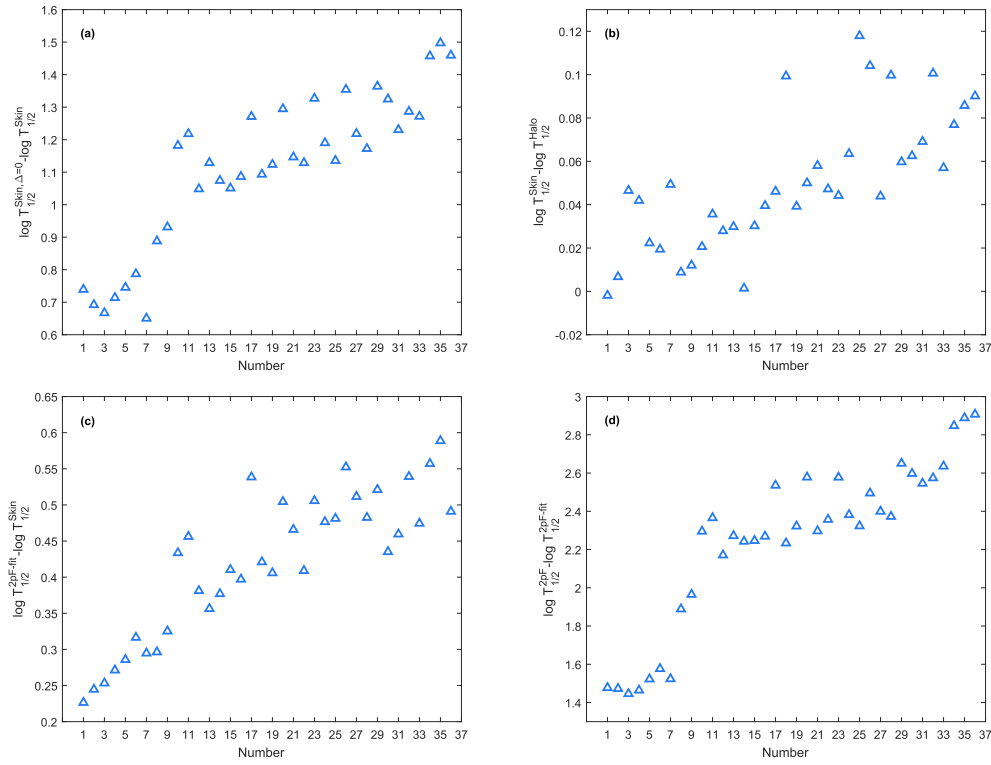 (a)
1.6
1.5
1.4
1.3
1.2
1.1
1
0.9
0.8
0.7
0.6
log T_{1/2}^{Skin,Δ=0}-log T_{1/2}^{Skin}
1 3 5 7 9 11 13 15 17 19 21 23 25 27 29 31 33 35 37
Number
(b)
0.12
0.1
0.08
0.06
0.04
0.02
0
-0.02
log T_{1/2}^{Skin}-log T_{1/2}^{Halo}
1 3 5 7 9 11 13 15 17 19 21 23 25 27 29 31 33 35 37
Number
(c)
0.65
0.6
0.55
0.5
0.45
0.4
0.35
0.3
0.25
0.2
log T_{1/2}^{2pF-fit}-log T_{1/2}^{Skin}
1 3 5 7 9 11 13 15 17 19 21 23 25 27 29 31 33 35 37
Number
(d)
3
2.8
2.6
2.4
2.2
2
1.8
1.6
1.4
log T_{1/2}^{2pF}-log T_{1/2}^{2pF-fit}
1 3 5 7 9 11 13 15 17 19 21 23 25 27 29 31 33 35 37
Number